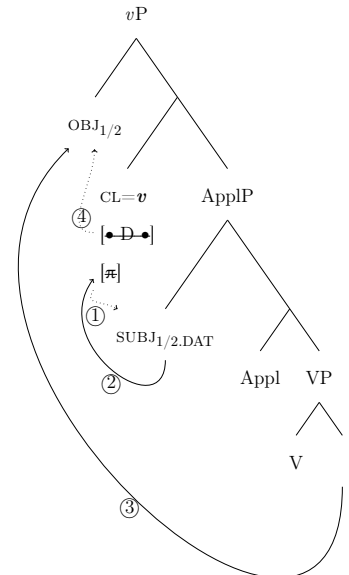 vP
OBJ1/2
CL=v ApplP
④ [● D ●]
[π]
①
SUBJ1/2.DAT
② Appl VP
V
③